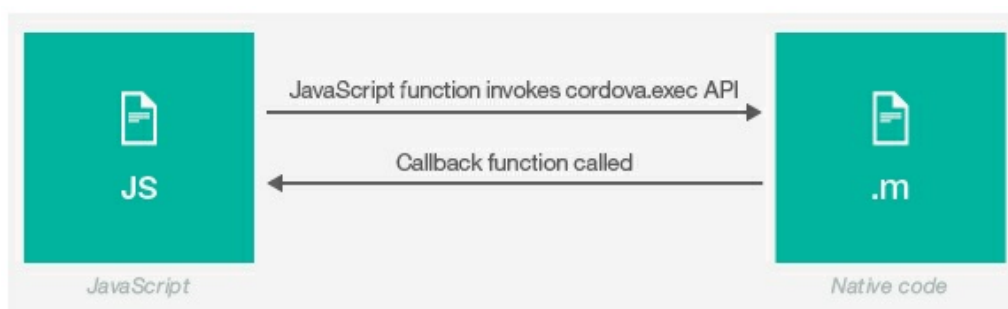 JavaScript function invokes cordova.exec API
Callback function called
JS
.m
JavaScript
Native code